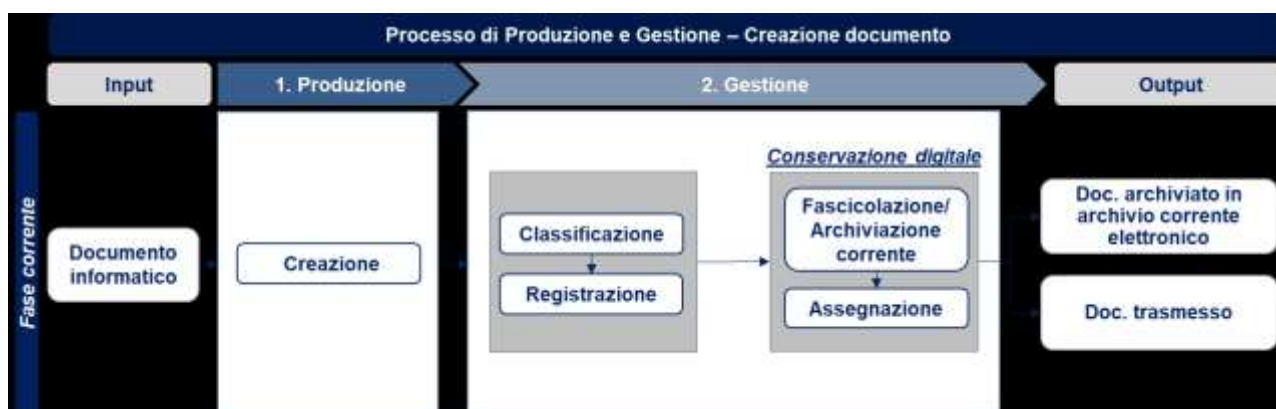 Processo di Produzione e Gestione – Creazione documento
Input
1. Produzione
2. Gestione
Output
Fase corrente
Documento
informatico
Creazione
Classificazione
Registrazione
Conservazione digitale
Fascicolazione/
Archiviazione
corrente
Assegnazione
Doc. archiviato in
archivio corrente
elettronico
Doc. trasmesso